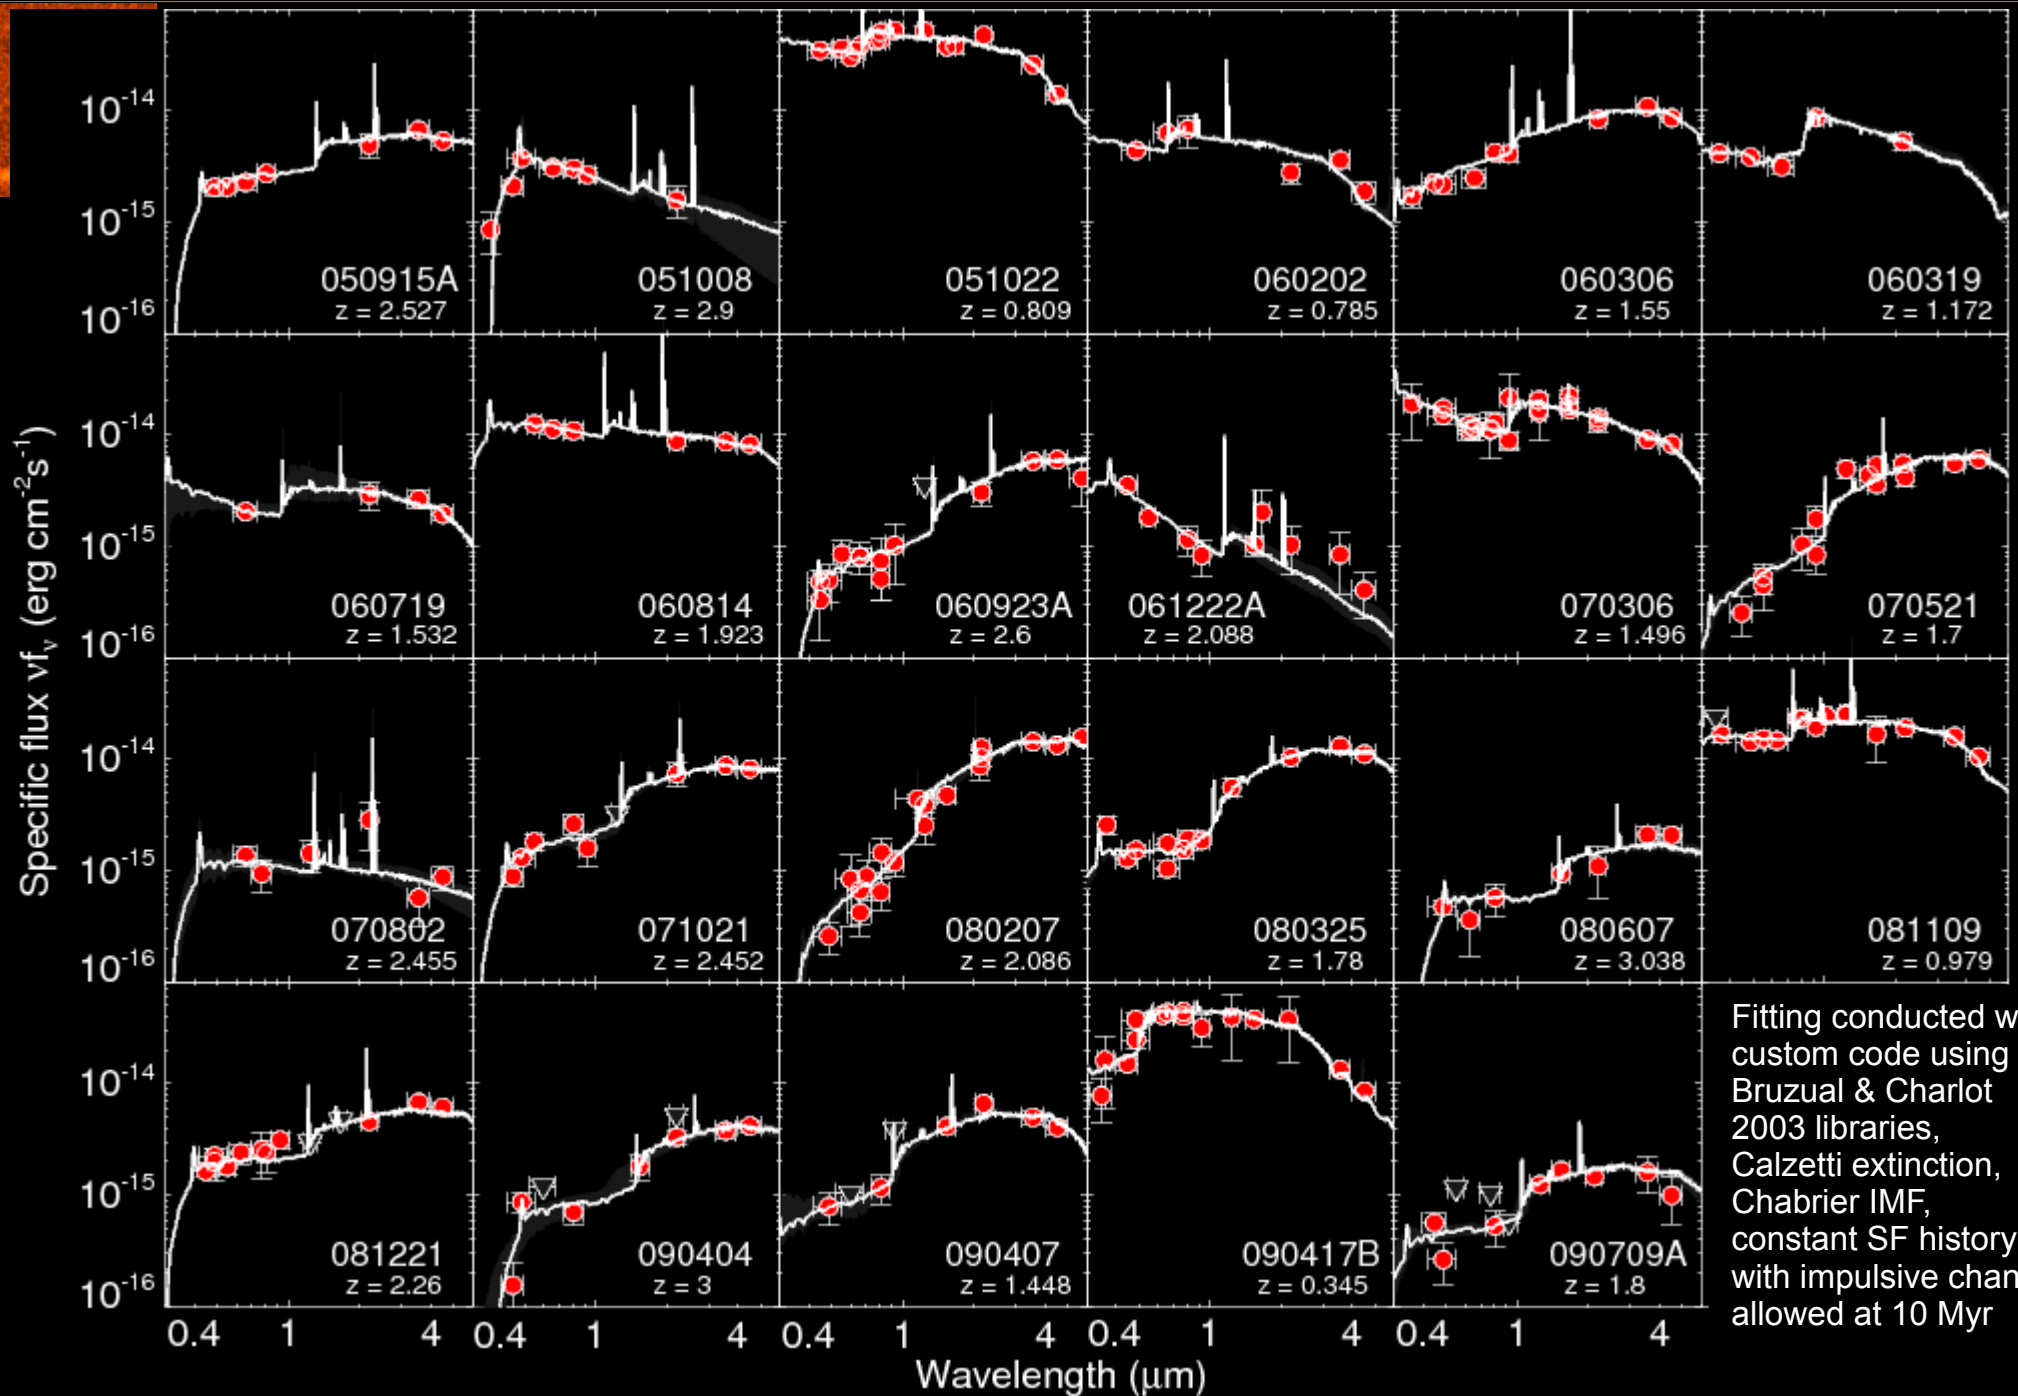 Specific flux νfν (erg cm-2s-1)
10-14
10-15
10-16
050915A
z = 2.527
051008
z = 2.9
051022
z = 0.809
060202
z = 0.785
060306
z = 1.55
060319
z = 1.172
10-14
10-15
10-16
060719
z = 1.532
060814
z = 1.923
060923A
z = 2.6
061222A
z = 2.088
070306
z = 1.496
070521
z = 1.7
10-14
10-15
10-16
070802
z = 2.455
071021
z = 2.452
080207
z = 2.086
080325
z = 1.78
080607
z = 3.038
081109
z = 0.979
10-14
10-15
10-16
081221
z = 2.26
090404
z = 3
090407
z = 1.448
090417B
z = 0.345
090709A
z = 1.8
0.4 1 4 0.4 1 4 0.4 1 4 0.4 1 4 0.4 1 4
Wavelength (μm)
Fitting conducted w
custom code using
Bruzual & Charlot
2003 libraries,
Calzetti extinction,
Chabrier IMF,
constant SF history
with impulsive chan
allowed at 10 Myr